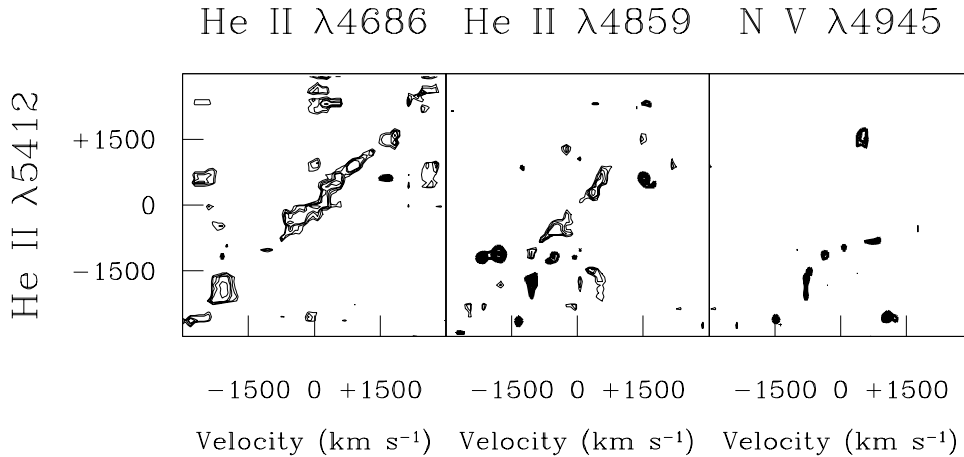 He II λ4686 He II λ4859 N V λ4945
He II λ5412
+1500
0
−1500
−1500 0 +1500 −1500 0 +1500 −1500 0 +1500
Velocity (km s⁻¹) Velocity (km s⁻¹) Velocity (km s⁻¹)